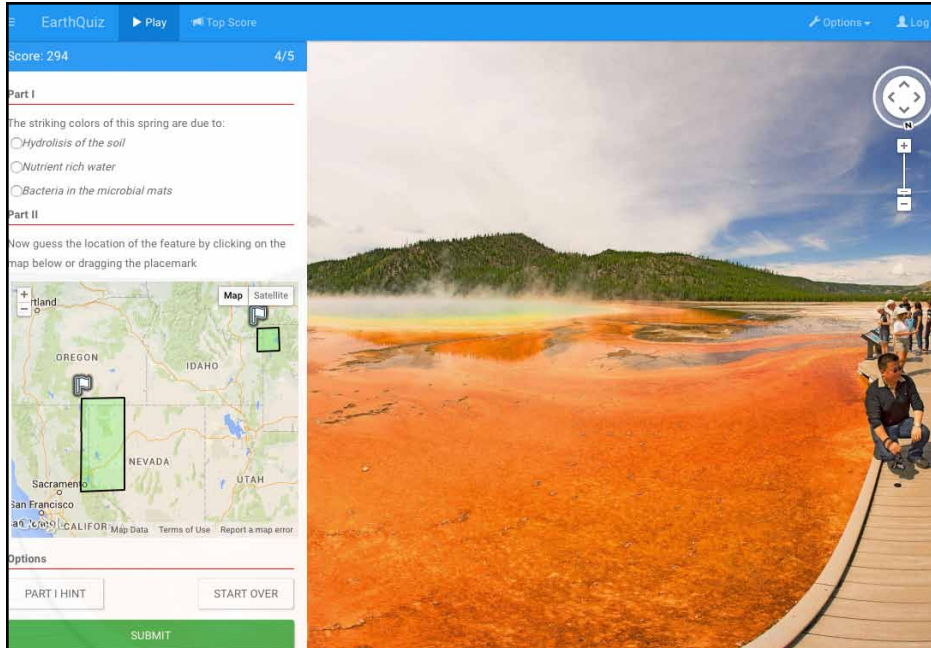 EarthQuiz Play Top Score Options Log
Score: 294 4/5
Part I
The striking colors of this spring are due to:
Hydrolisis of the soil
Nutrient rich water
Bacteria in the microbial mats
Part II
Now guess the location of the feature by clicking on the
map below or dragging the placemark
Map Satellite
rtland
OREGON
IDAHO
NEVADA
UTAH
Sacramento
San Francisco
CALIFOR Map Data Terms of Use Report a map error
Options
PART I HINT START OVER
SUBMIT
N